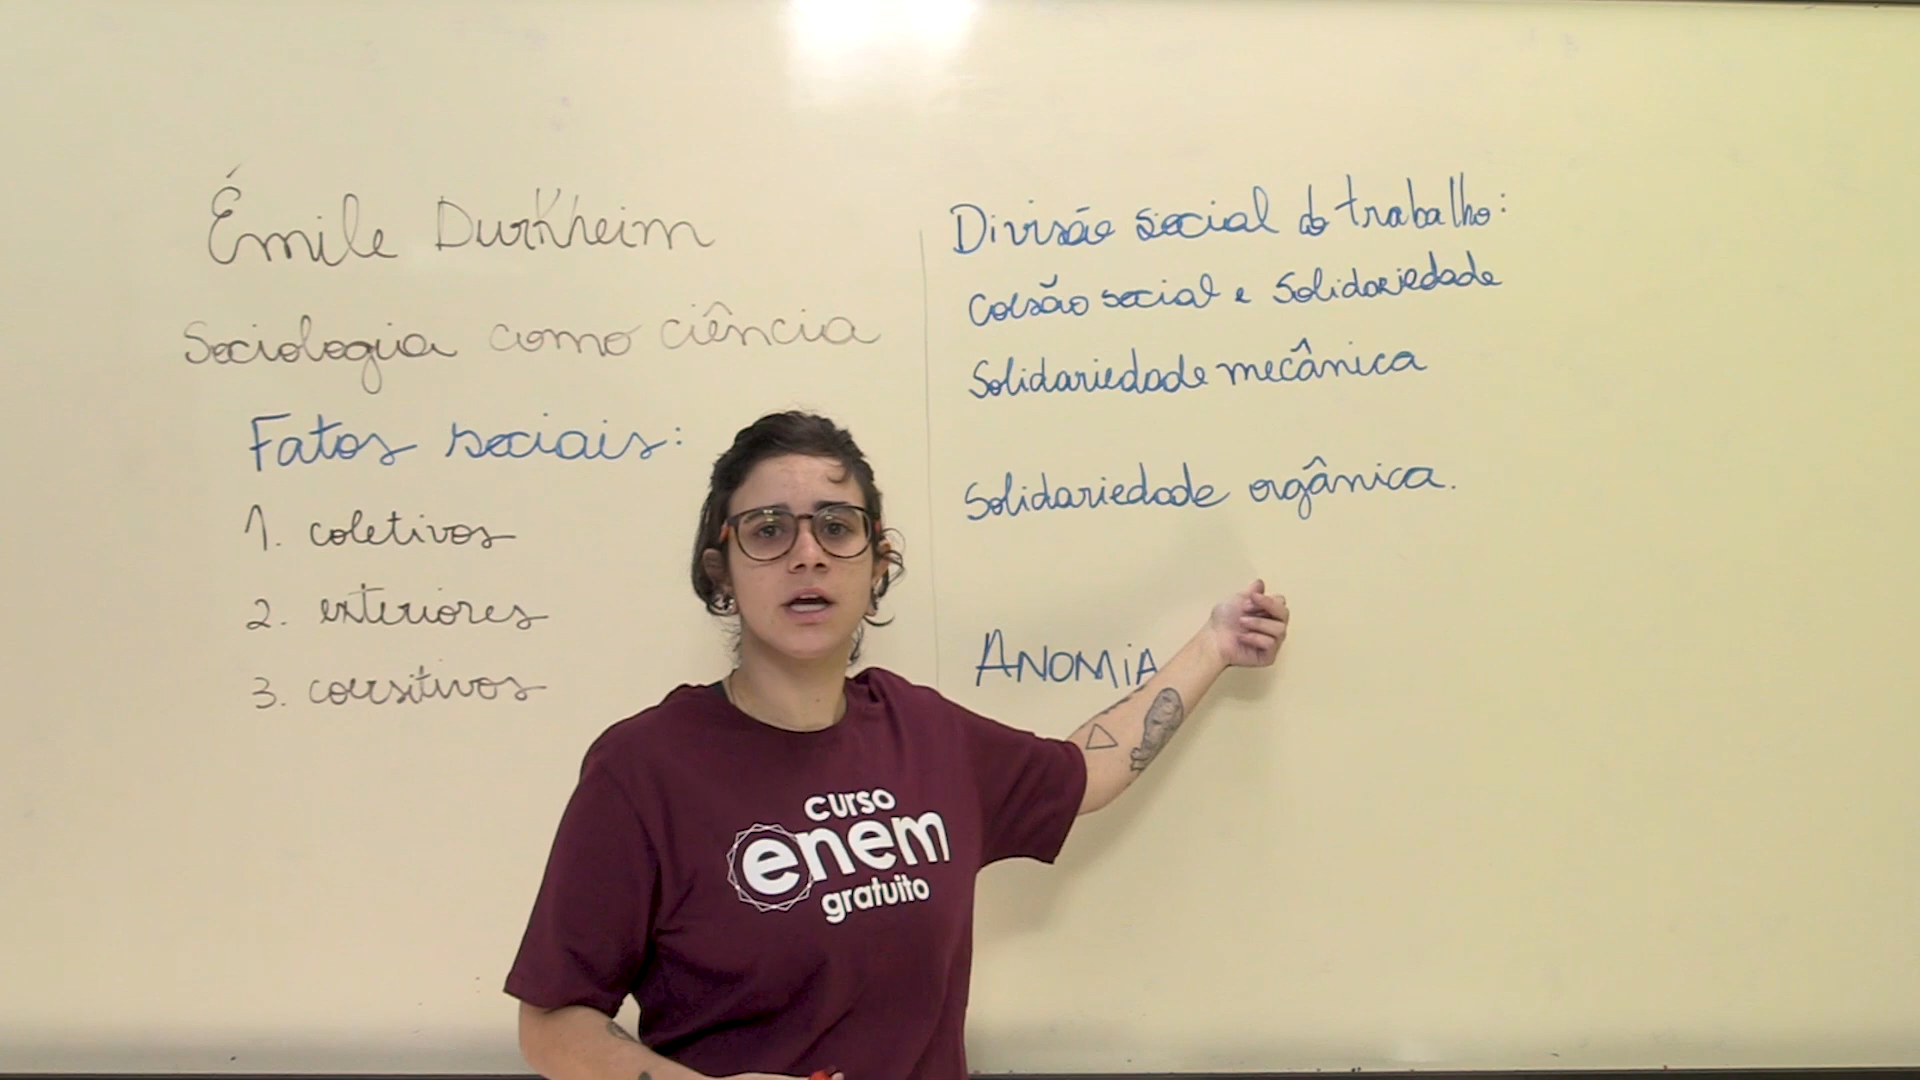 Émile Durkheim
Sociologia como ciência
Fatos sociais:
1. coletivos
2. exteriores
3. coersitivos
Divisão social do trabalho:
Coesão social e Solidariedade
Solidariedade mecânica
Solidariedade orgânica.
ANOMIA
curso
enem
gratuito